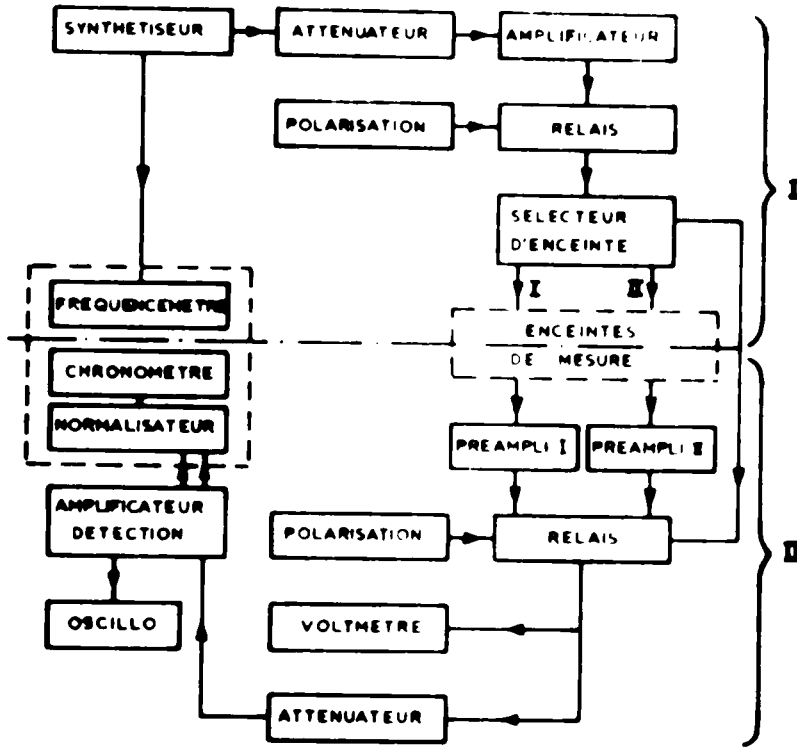 SYNTHETISEUR
ATTENUATEUR
AMPLIFICATEUR
POLARISATION
RELAIS
I
SELECTEUR
D'ENCEINTE
I
II
FREQUENCEMETRE
ENCEINTES
DE MESURE
CHRONOMETRE
NORMALISATEUR
PREAMPLI I
PREAMPLI II
AMPLIFICATEUR
DETECTION
POLARISATION
RELAIS
II
OSCILLO
VOLTMETRE
ATTENUATEUR